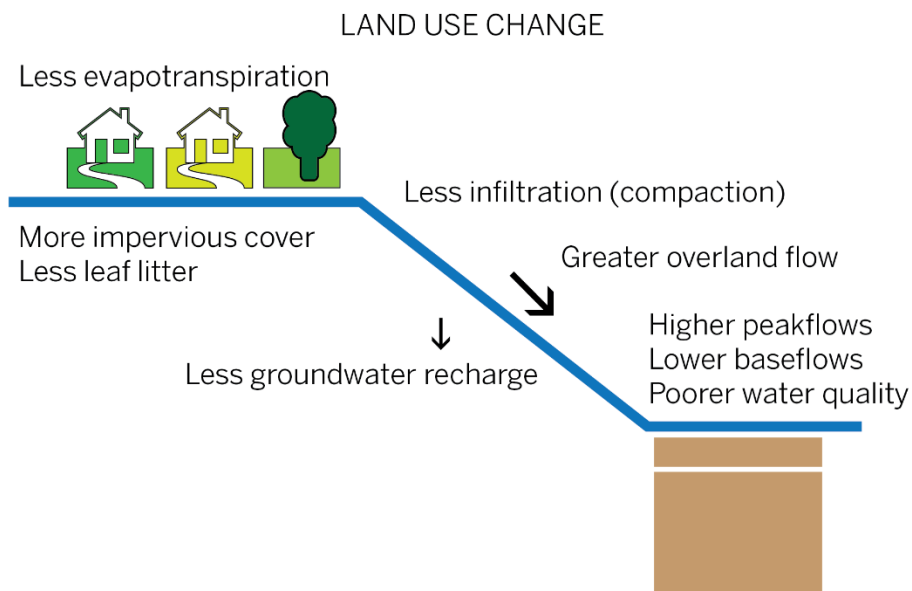 LAND USE CHANGE
Less evapotranspiration
More impervious cover
Less leaf litter
Less infiltration (compaction)
Greater overland flow
Less groundwater recharge
Higher peakflows
Lower baseflows
Poorer water quality